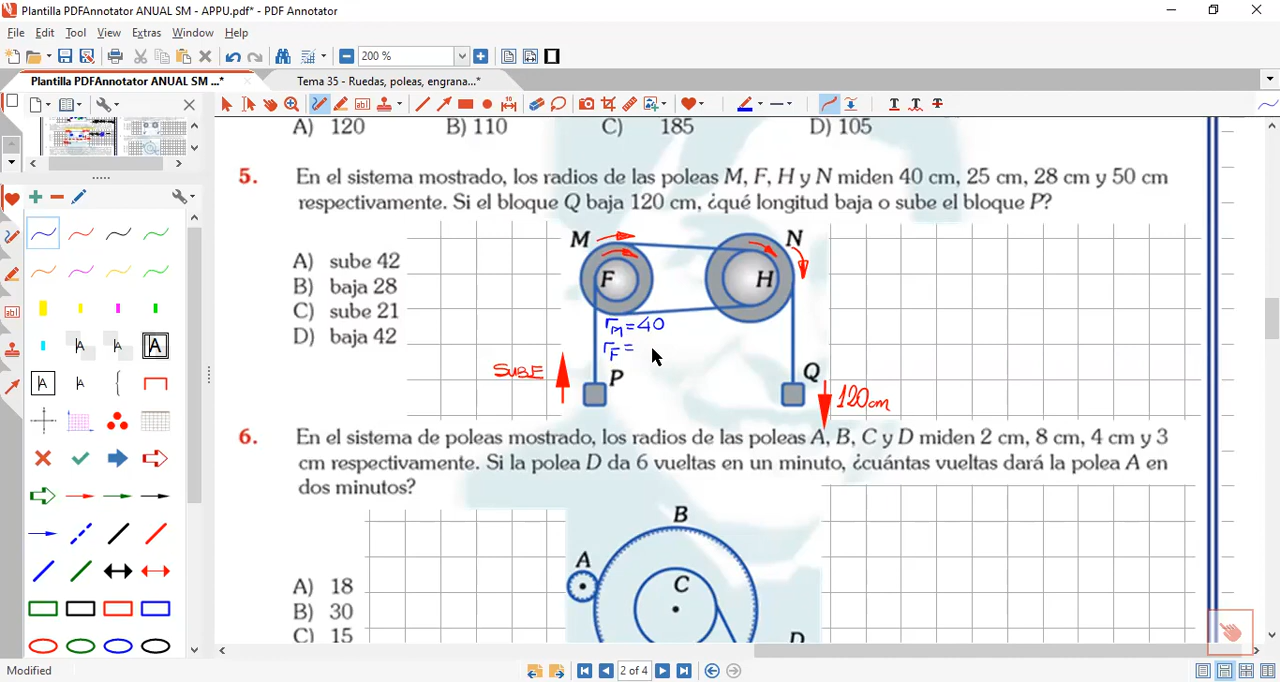 Plantilla PDFAnnotator ANUAL SM - APPU.pdf* - PDF Annotator
File Edit Tool View Extras Window Help
200 %
Plantilla PDFAnnotator ANUAL SM ...*
Tema 35 - Ruedas, poleas, engrana...*
A) 120 B) 110 C) 185 D) 105
5. En el sistema mostrado, los radios de las poleas M, F, H y N miden 40 cm, 25 cm, 28 cm y 50 cm
respectivamente. Si el bloque Q baja 120 cm, ¿qué longitud baja o sube el bloque P?
A) sube 42
B) baja 28
C) sube 21
D) baja 42
M
N
F
H
rM=40
rF=
SUBE
P
Q
120cm
6. En el sistema de poleas mostrado, los radios de las poleas A, B, C y D miden 2 cm, 8 cm, 4 cm y 3
cm respectivamente. Si la polea D da 6 vueltas en un minuto, ¿cuántas vueltas dará la polea A en
dos minutos?
B
A
C
D
A) 18
B) 30
C) 15
A A A
A A
Modified
2 of 4